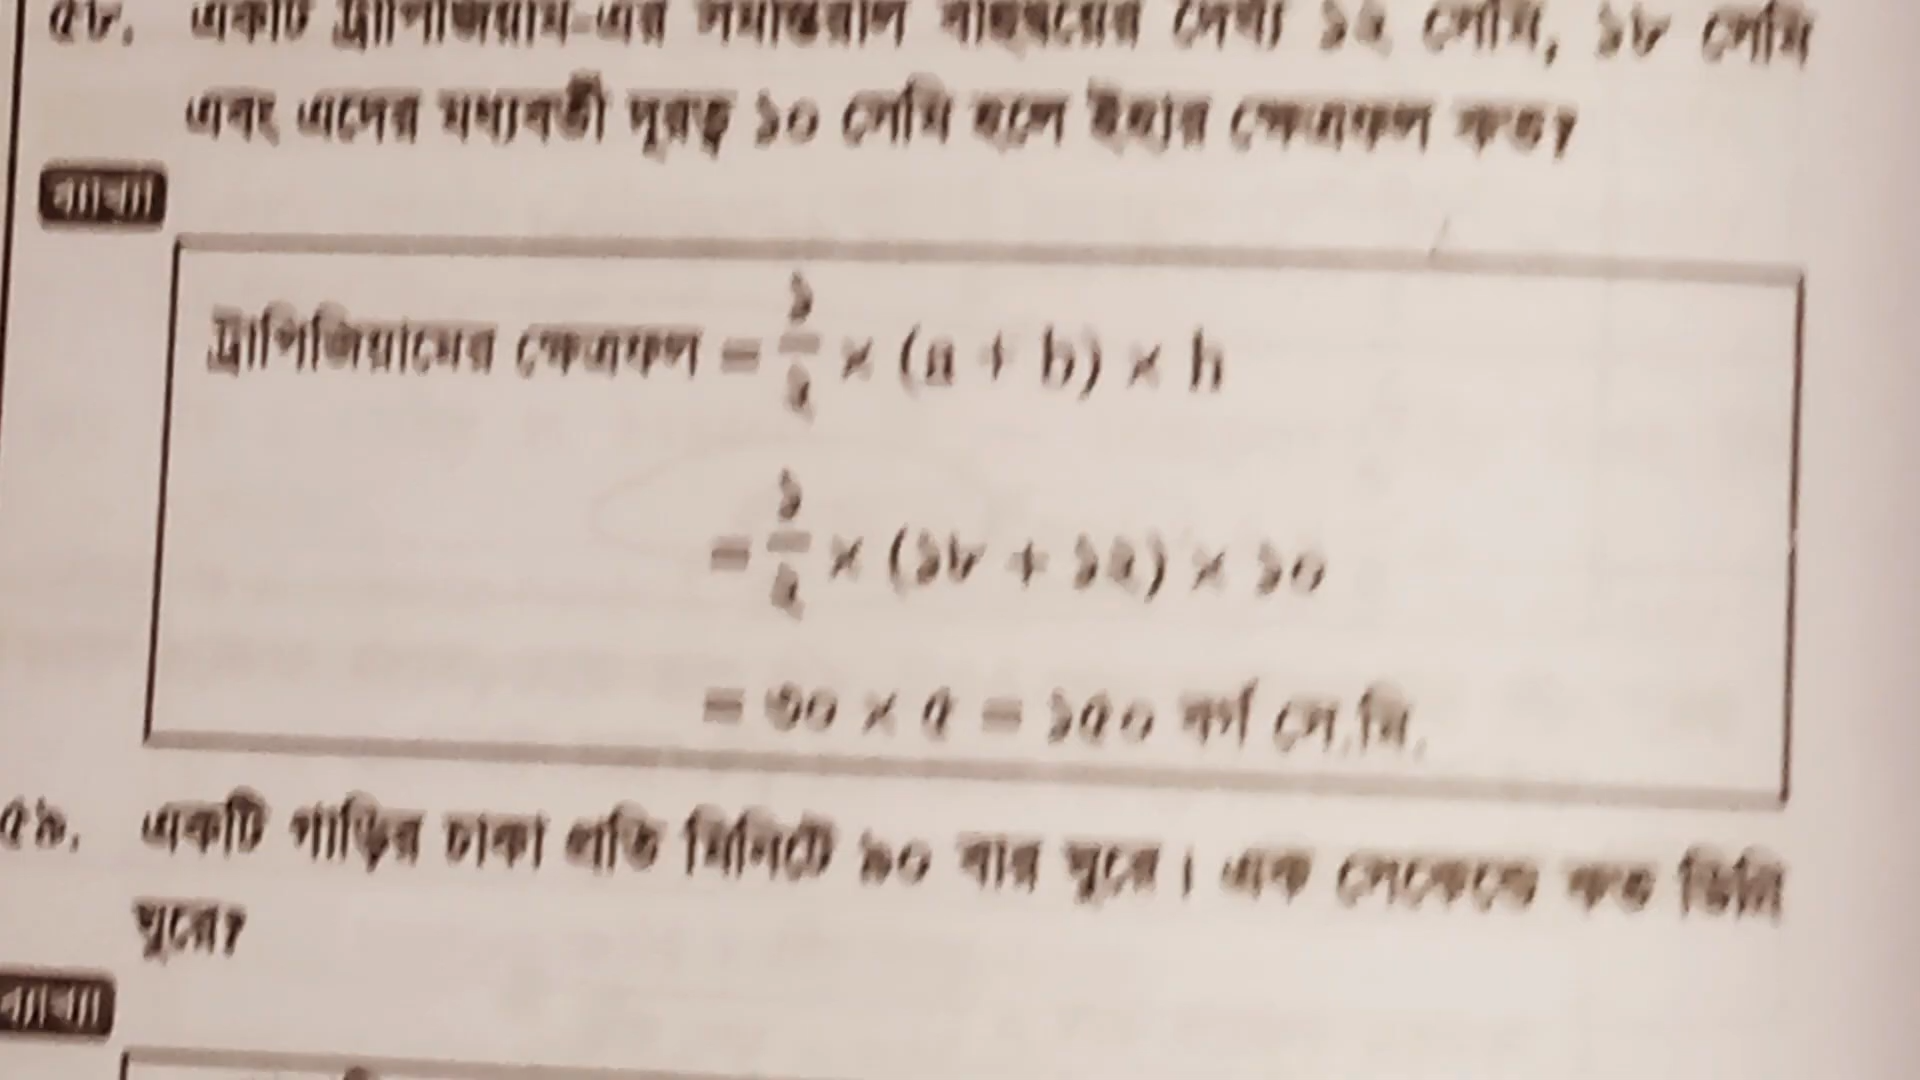 ৫৮. একটি ট্রাপিজিয়াম-এর সমান্তরাল বাহুদ্বয়ের দৈর্ঘ্য ১২ সেমি, ১৮ সেমি
এবং এদের মধ্যবর্তী দূরত্ব ১০ সেমি হলে ইহার ক্ষেত্রফল কত?
ব্যাখ্যা
ট্রাপিজিয়ামের ক্ষেত্রফল = ১/২ × (a + b) × h
= ১/২ × (১৮ + ১২) × ১০
= ৩০ × ৫ = ১৫০ বর্গ সে.মি.
৫৯. একটি গাড়ির চাকা প্রতি মিনিটে ৯০ বার ঘুরে। এক সেকেন্ডে কত ডিগ্রি
ঘুরে?
ব্যাখ্যা